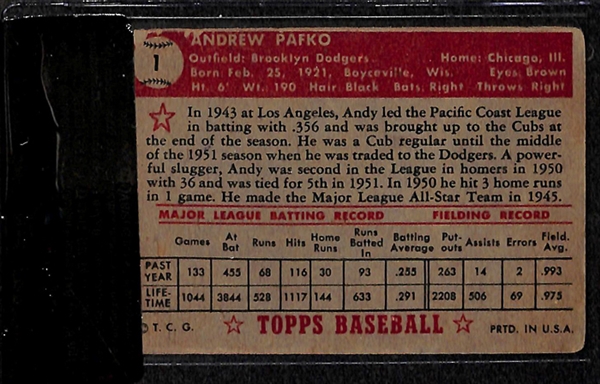 1
ANDREW PAFKO
Outfield: Brooklyn Dodgers Home: Chicago, Ill.
Born Feb. 25, 1921, Boyceville, Wis. Eyes: Brown
Ht. 6' Wt. 190 Hair: Black Bats: Right Throws Right
In 1943 at Los Angeles, Andy led the Pacific Coast League
in batting with .356 and was brought up to the Cubs at
the end of the season. He was a Cub regular until the middle
of the 1951 season when he was traded to the Dodgers. A power-
ful slugger, Andy was second in the League in homers in 1950
with 36 and was tied for 5th in 1951. In 1950 he hit 3 home runs
in 1 game. He made the Major League All-Star Team in 1945.
MAJOR LEAGUE BATTING RECORD FIELDING RECORD
Games At Bat Runs Hits Home Runs Runs Batted In Batting Average Put-outs Assists Errors Field. Avg.
PAST YEAR 133 455 68 116 30 93 .255 263 14 2 .993
LIFE-TIME 1044 3844 528 1117 144 633 .291 2208 506 69 .975
© T. C. G. TOPPS BASEBALL PRTD. IN U.S.A.